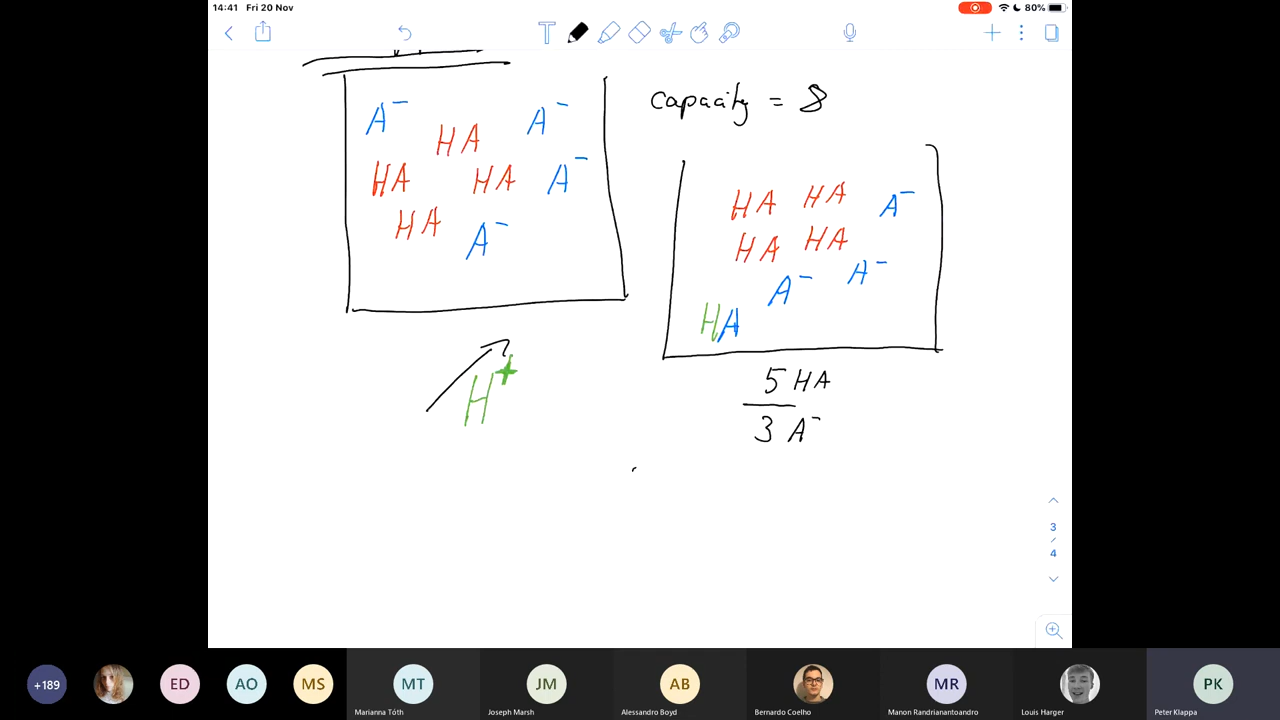 14:41 Fri 20 Nov
80%
T
capacity = 8
A⁻
A⁻
HA
HA
HA
A⁻
HA
A⁻
HA
HA
A⁻
HA
HA
A⁻
A⁻
HA
H⁺
5 HA
3 A⁻
3
/
4
+189
ED
AO
MS
MT
JM
AB
MR
PK
Marianna Tóth
Joseph Marsh
Alessandro Boyd
Bernardo Coelho
Manon Randrianantoandro
Louis Harger
Peter Klappa